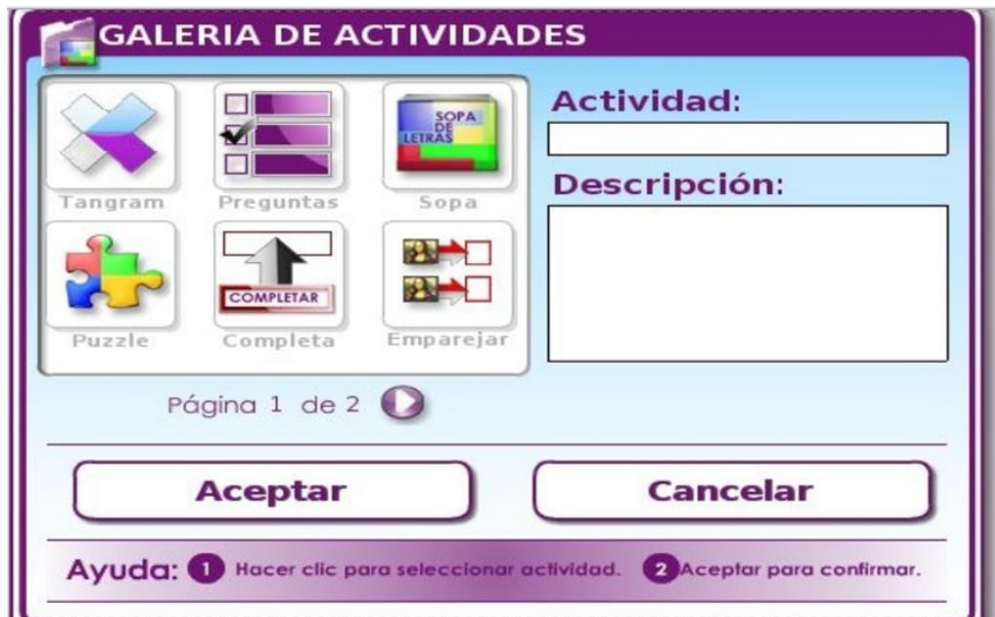 GALERIA DE ACTIVIDADES
SOPA
DE
LETRAS
Tangram
Preguntas
Sopa
COMPLETAR
Puzzle
Completa
Emparejar
Página 1 de 2
Actividad:
Descripción:
Aceptar
Cancelar
Ayuda: 1 Hacer clic para seleccionar actividad. 2 Aceptar para confirmar.